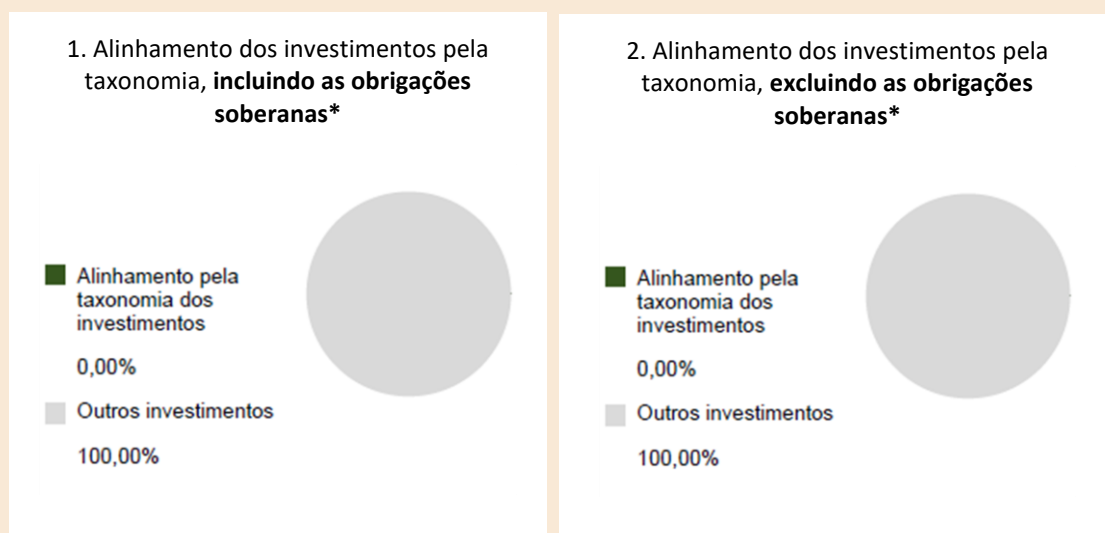 1. Alinhamento dos investimentos pela
taxonomia, incluindo as obrigações
soberanas*
Alinhamento pela
taxonomia dos
investimentos
0,00%
Outros investimentos
100,00%
2. Alinhamento dos investimentos pela
taxonomia, excluindo as obrigações
soberanas*
Alinhamento pela
taxonomia dos
investimentos
0,00%
Outros investimentos
100,00%